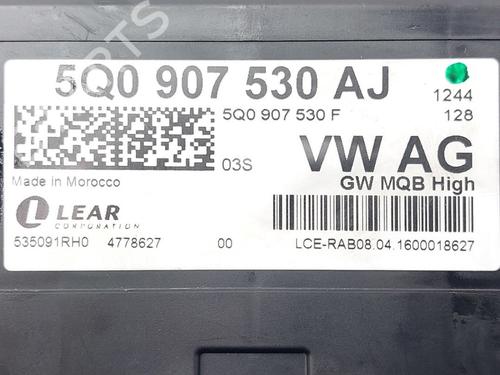 PARTS
5Q0 907 530 AJ
1244
5Q0 907 530 F
128
03S
VW AG
Made in Morocco
GW MQB High
LEAR
CORPORATION
535091RH0 4778627 00 LCE-RAB08.04.1600018627